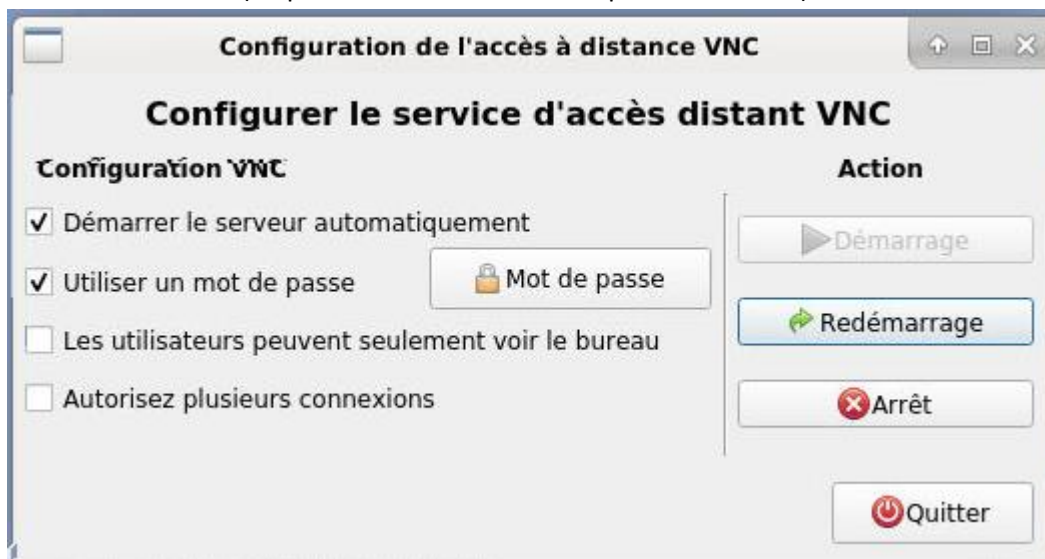 Configuration de l'accès à distance VNC
Configurer le service d'accès distant VNC
Configuration VNC
Action
Démarrer le serveur automatiquement
Démarrage
Utiliser un mot de passe
Mot de passe
Redémarrage
Les utilisateurs peuvent seulement voir le bureau
Autorisez plusieurs connexions
Arrêt
Quitter